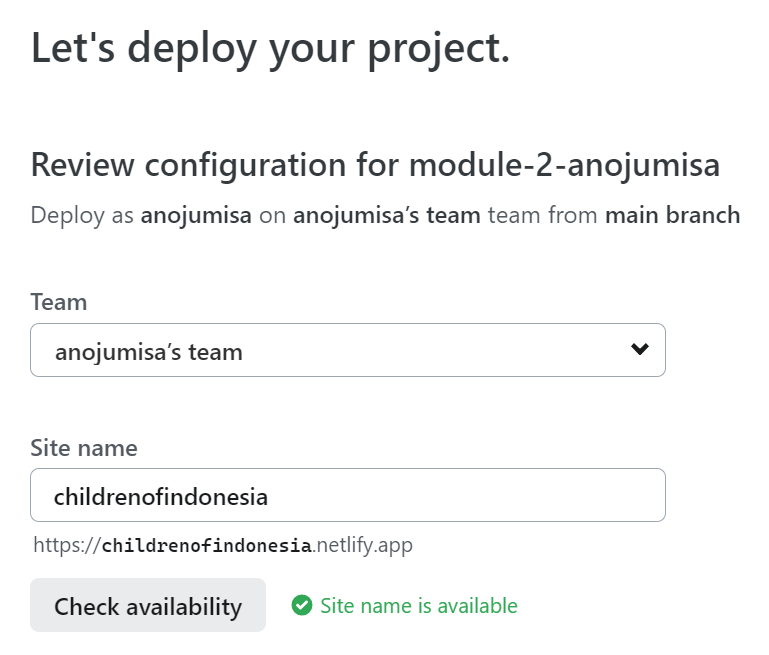 Let's deploy your project.
Review configuration for module-2-anojumisa
Deploy as anojumisa on anojumisa’s team team from main branch
Team
anojumisa’s team
Site name
childrenofindonesia
https://childrenofindonesia.netlify.app
Check availability
Site name is available